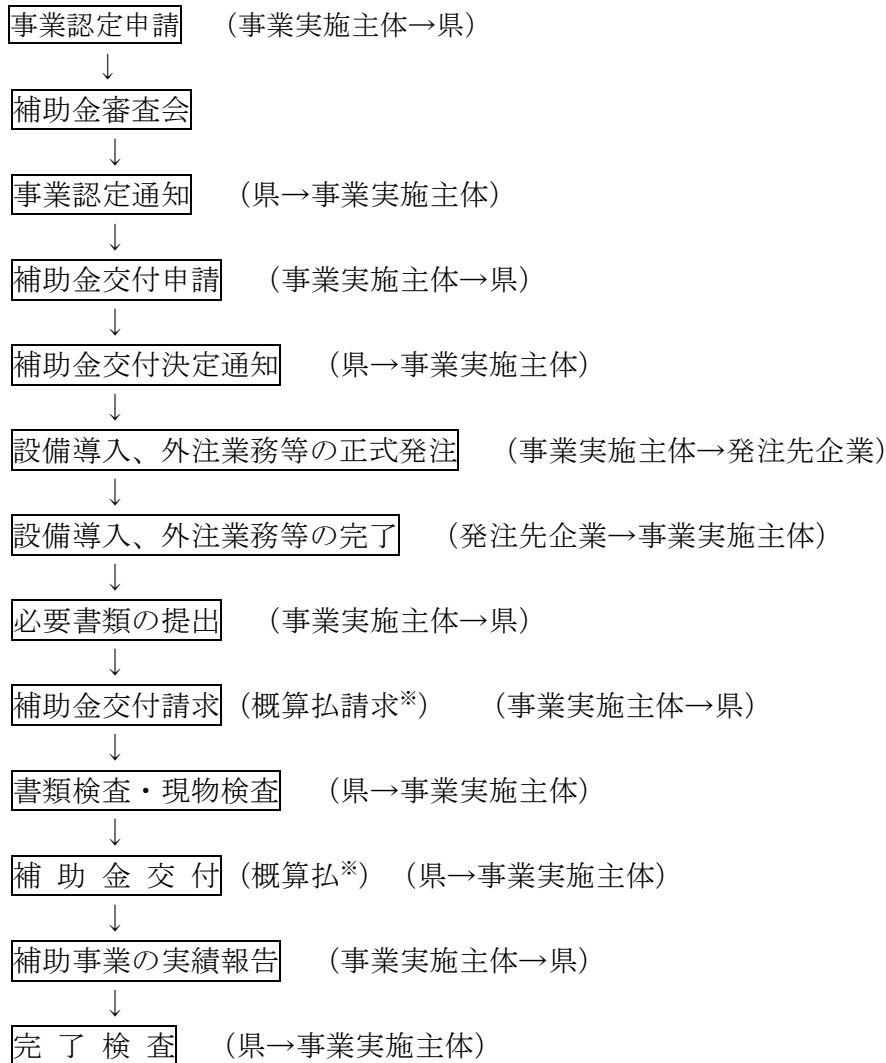 事業認定申請　（事業実施主体→県）
↓
補助金審査会
↓
事業認定通知　（県→事業実施主体）
↓
補助金交付申請　（事業実施主体→県）
↓
補助金交付決定通知　（県→事業実施主体）
↓
設備導入、外注業務等の正式発注　（事業実施主体→発注先企業）
↓
設備導入、外注業務等の完了　（発注先企業→事業実施主体）
↓
必要書類の提出　（事業実施主体→県）
↓
補助金交付請求（概算払請求※）　（事業実施主体→県）
↓
書類検査・現物検査　（県→事業実施主体）
↓
補 助 金 交 付（概算払※）（県→事業実施主体）
↓
補助事業の実績報告　（事業実施主体→県）
↓
完 了 検 査　（県→事業実施主体）